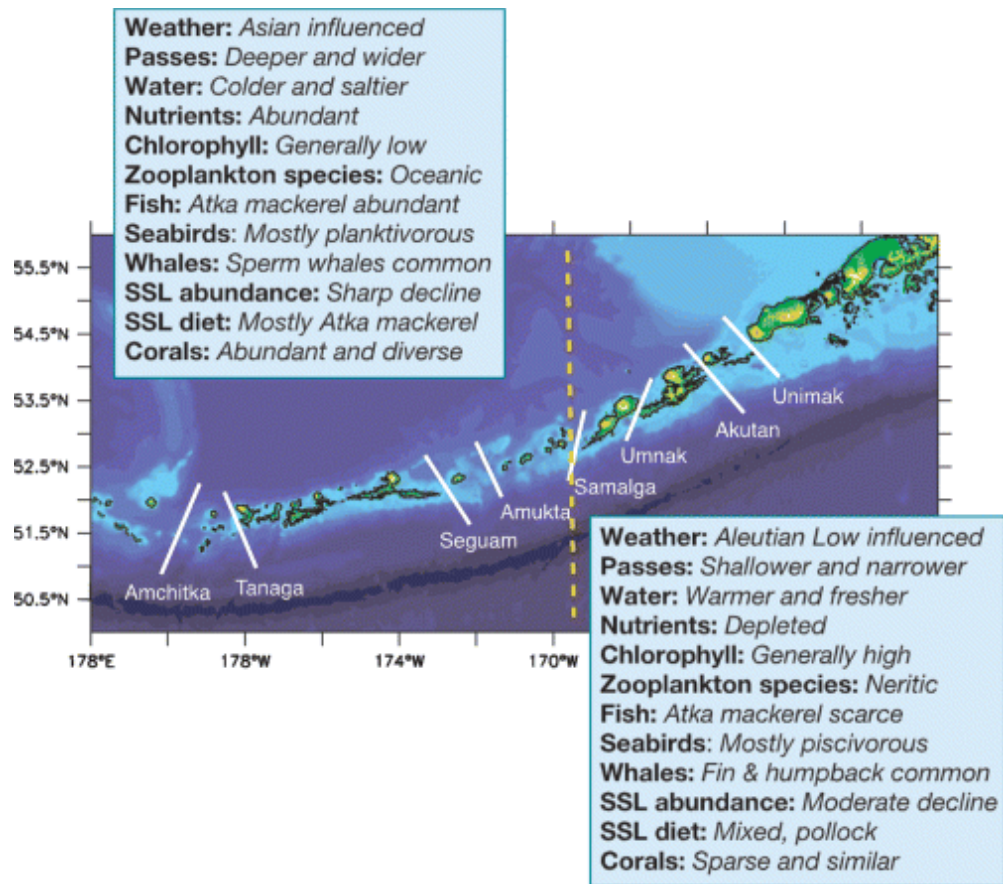 Weather: Asian influenced
Passes: Deeper and wider
Water: Colder and saltier
Nutrients: Abundant
Chlorophyll: Generally low
Zooplankton species: Oceanic
Fish: Atka mackerel abundant
Seabirds: Mostly planktivorous
Whales: Sperm whales common
SSL abundance: Sharp decline
SSL diet: Mostly Atka mackerel
Corals: Abundant and diverse
55.5°N
54.5°N
53.5°N
52.5°N
51.5°N
50.5°N
Unimak
Akutan
Umnak
Samalga
Amukta
Seguam
Tanaga
Amchitka
178°E
178°W
174°W
170°W
Weather: Aleutian Low influenced
Passes: Shallower and narrower
Water: Warmer and fresher
Nutrients: Depleted
Chlorophyll: Generally high
Zooplankton species: Neritic
Fish: Atka mackerel scarce
Seabirds: Mostly piscivorous
Whales: Fin & humpback common
SSL abundance: Moderate decline
SSL diet: Mixed, pollock
Corals: Sparse and similar